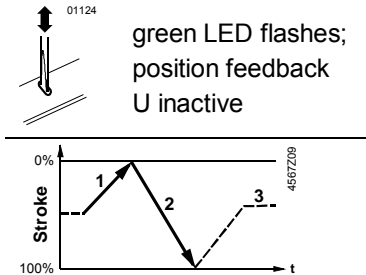 01124
green LED flashes;
position feedback
U inactive
0%
1
2
3
4567Z09
Stroke
100%
t